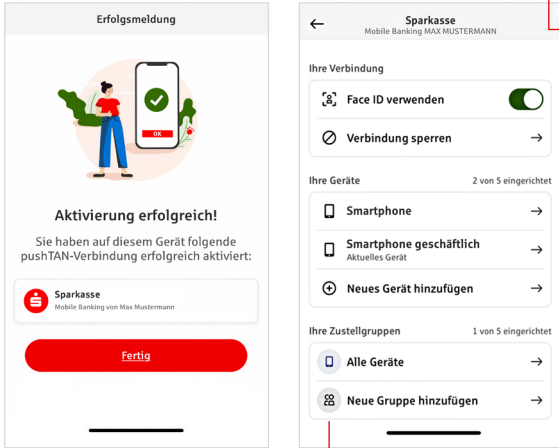 Erfolgsmeldung
OK
Aktivierung erfolgreich!
Sie haben auf diesem Gerät folgende
pushTAN-Verbindung erfolgreich aktiviert:
Sparkasse
Mobile Banking von Max Mustermann
Fertig
Sparkasse
Mobile Banking MAX MUSTERMANN
Ihre Verbindung
Face ID verwenden
Verbindung sperren
Ihre Geräte 2 von 5 eingerichtet
Smartphone
Smartphone geschäftlich
Aktuelles Gerät
Neues Gerät hinzufügen
Ihre Zustellgruppen 1 von 5 eingerichtet
Alle Geräte
Neue Gruppe hinzufügen